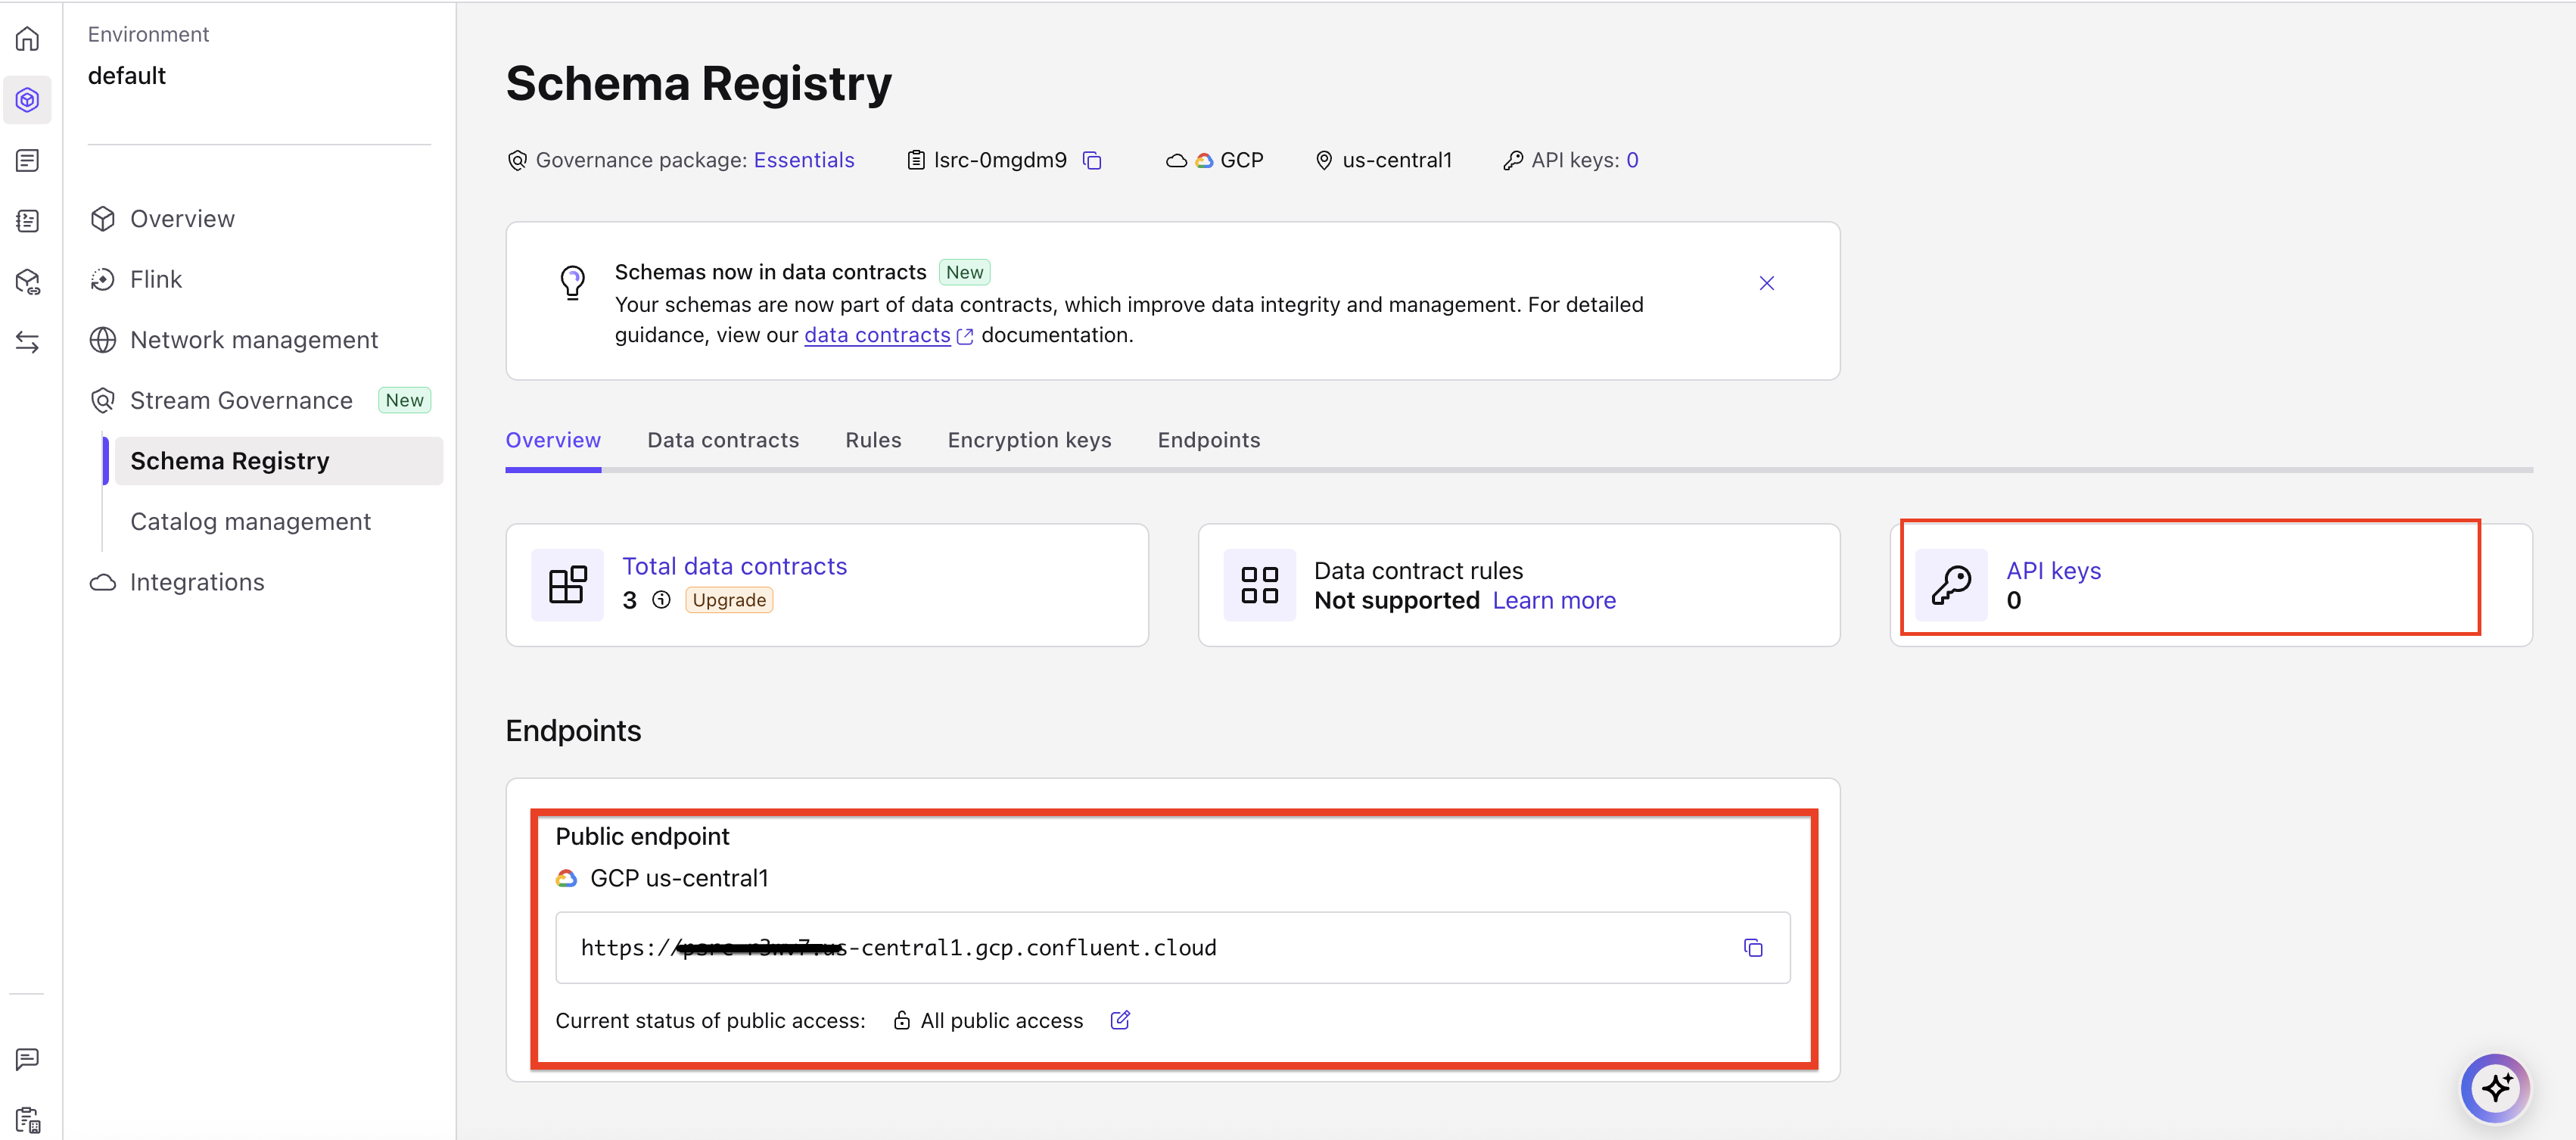 Environment
default
Overview
Flink
Network management
Stream Governance New
Schema Registry
Catalog management
Integrations
Schema Registry
Governance package: Essentials lsrc-0mgdm9 GCP us-central1 API keys: 0
Schemas now in data contracts New
Your schemas are now part of data contracts, which improve data integrity and management. For detailed
guidance, view our data contracts documentation.
Overview Data contracts Rules Encryption keys Endpoints
Total data contracts
3 Upgrade
Data contract rules
Not supported Learn more
API keys
0
Endpoints
Public endpoint
GCP us-central1
https://s-central1.gcp.confluent.cloud
Current status of public access: All public access